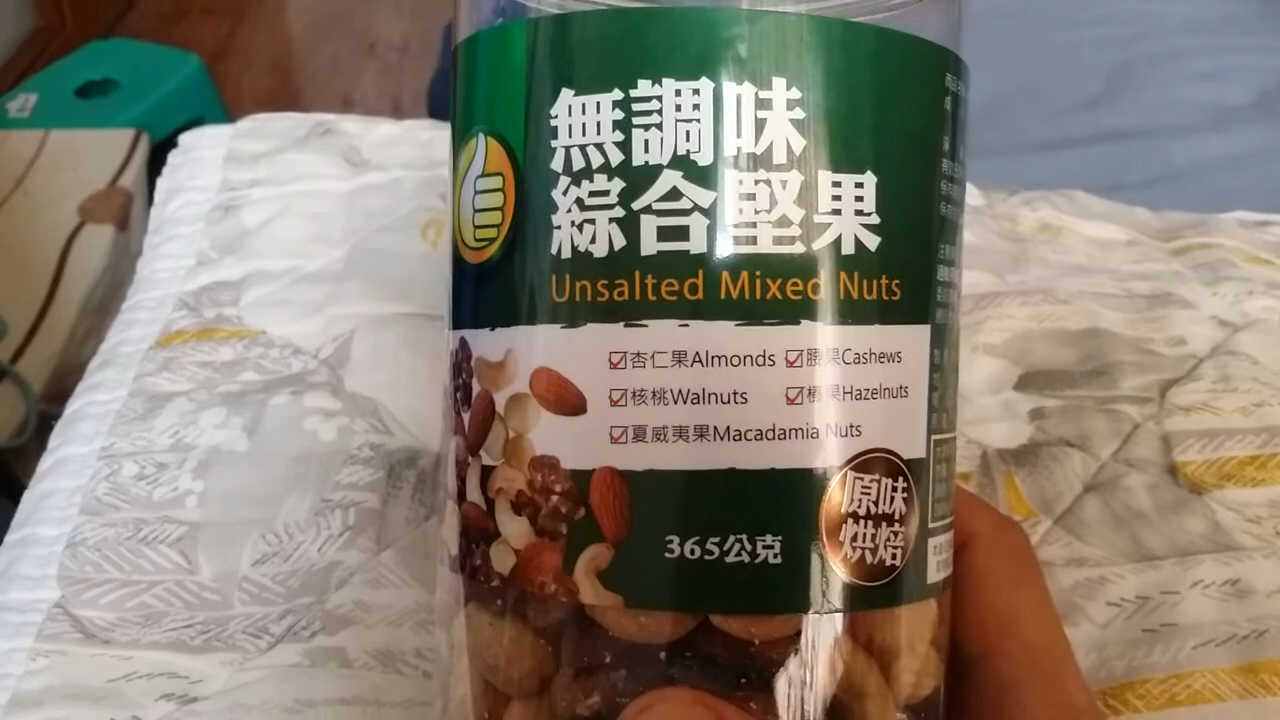 無調味
綜合堅果
Unsalted Mixed Nuts
杏仁果Almonds 腰果Cashews
核桃Walnuts 榛果Hazelnuts
夏威夷果Macadamia Nuts
365公克
原味
烘焙